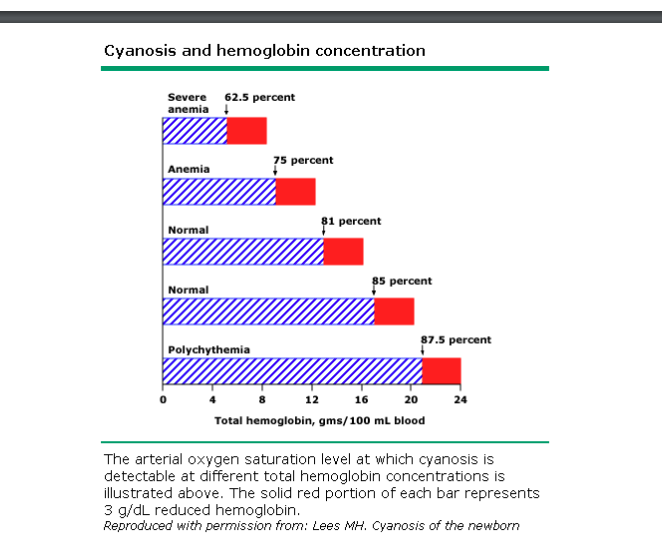 Cyanosis and hemoglobin concentration
Severe anemia
62.5 percent
Anemia
75 percent
Normal
81 percent
Normal
85 percent
Polychythemia
87.5 percent
0 4 8 12 16 20 24
Total hemoglobin, gms/100 mL blood
The arterial oxygen saturation level at which cyanosis is
detectable at different total hemoglobin concentrations is
illustrated above. The solid red portion of each bar represents
3 g/dL reduced hemoglobin.
Reproduced with permission from: Lees MH. Cyanosis of the newborn